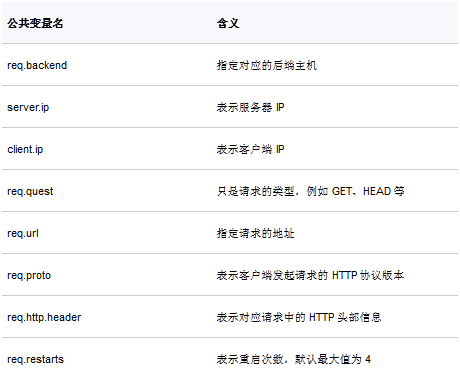 公共变量名 含义
req.backend 指定对应的后端主机
server.ip 表示服务器 IP
client.ip 表示客户端 IP
req.quest 只是请求的类型，例如 GET、HEAD 等
req.url 指定请求的地址
req.proto 表示客户端发起请求的 HTTP 协议版本
req.http.header 表示对应请求中的 HTTP 头部信息
req.restarts 表示重启次数，默认最大值为 4